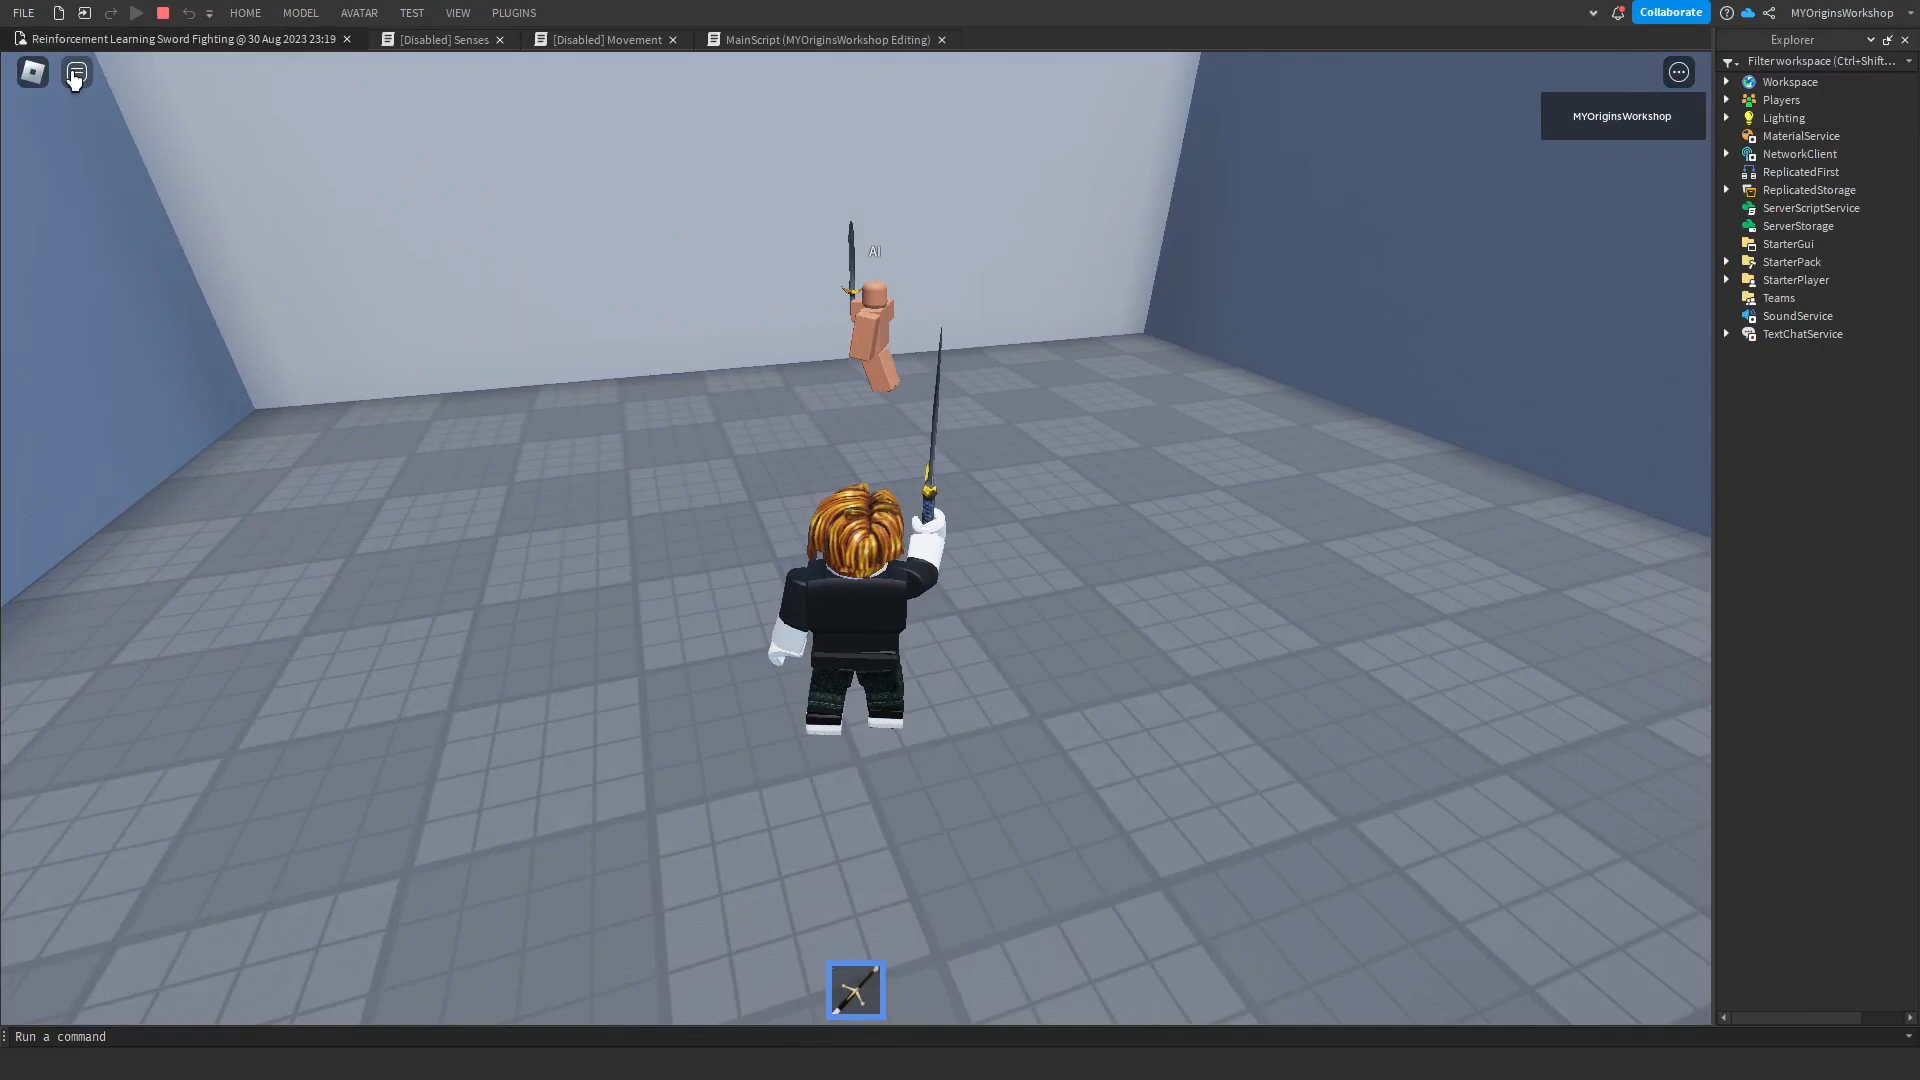 FILE HOME MODEL AVATAR TEST VIEW PLUGINS Collaborate MYOriginsWorkshop
Reinforcement Learning Sword Fighting @ 30 Aug 2023 23:19 [Disabled] Senses [Disabled] Movement MainScript (MYOriginsWorkshop Editing) Explorer
Filter workspace (Ctrl+Shift...
Workspace
Players
Lighting
MaterialService
NetworkClient
ReplicatedFirst
ReplicatedStorage
ServerScriptService
ServerStorage
StarterGui
StarterPack
StarterPlayer
Teams
SoundService
TextChatService
MYOriginsWorkshop
AI
Run a command